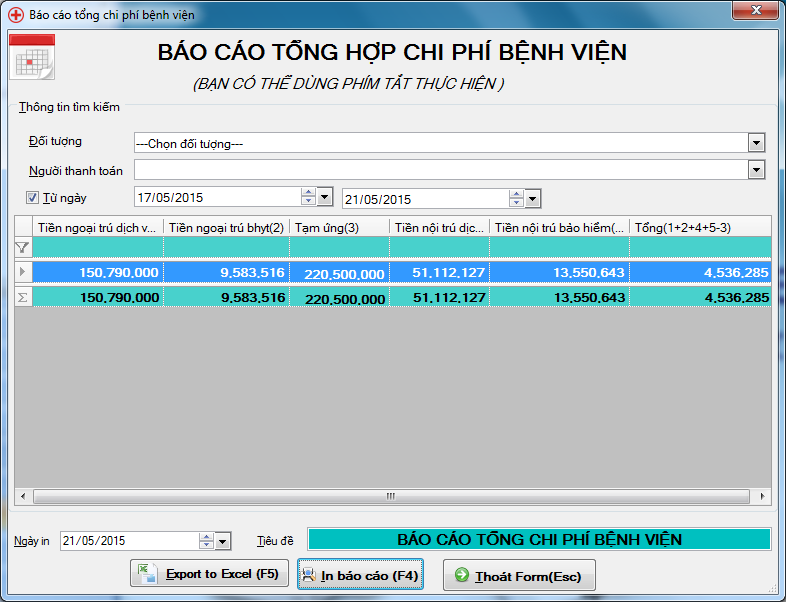 Báo cáo tổng chi phí bệnh viện
BÁO CÁO TỔNG HỢP CHI PHÍ BỆNH VIỆN
(BẠN CÓ THỂ DÙNG PHÍM TẮT THỰC HIỆN )
Thông tin tìm kiếm
Đối tượng ---Chọn đối tượng---
Người thanh toán
Từ ngày 17/05/2015 21/05/2015
Tiền ngoại trú dịch v... Tiền ngoại trú bhyt(2) Tạm ứng(3) Tiền nội trú dịc... Tiền nội trú bảo hiểm(... Tổng(1+2+4+5-3)
150,790,000 9,583,516 220,500,000 51,112,127 13,550,643 4,536,285
Σ 150,790,000 9,583,516 220,500,000 51,112,127 13,550,643 4,536,285
Ngày in 21/05/2015 Tiêu đề BÁO CÁO TỔNG CHI PHÍ BỆNH VIỆN
Export to Excel (F5) In báo cáo (F4) Thoát Form(Esc)